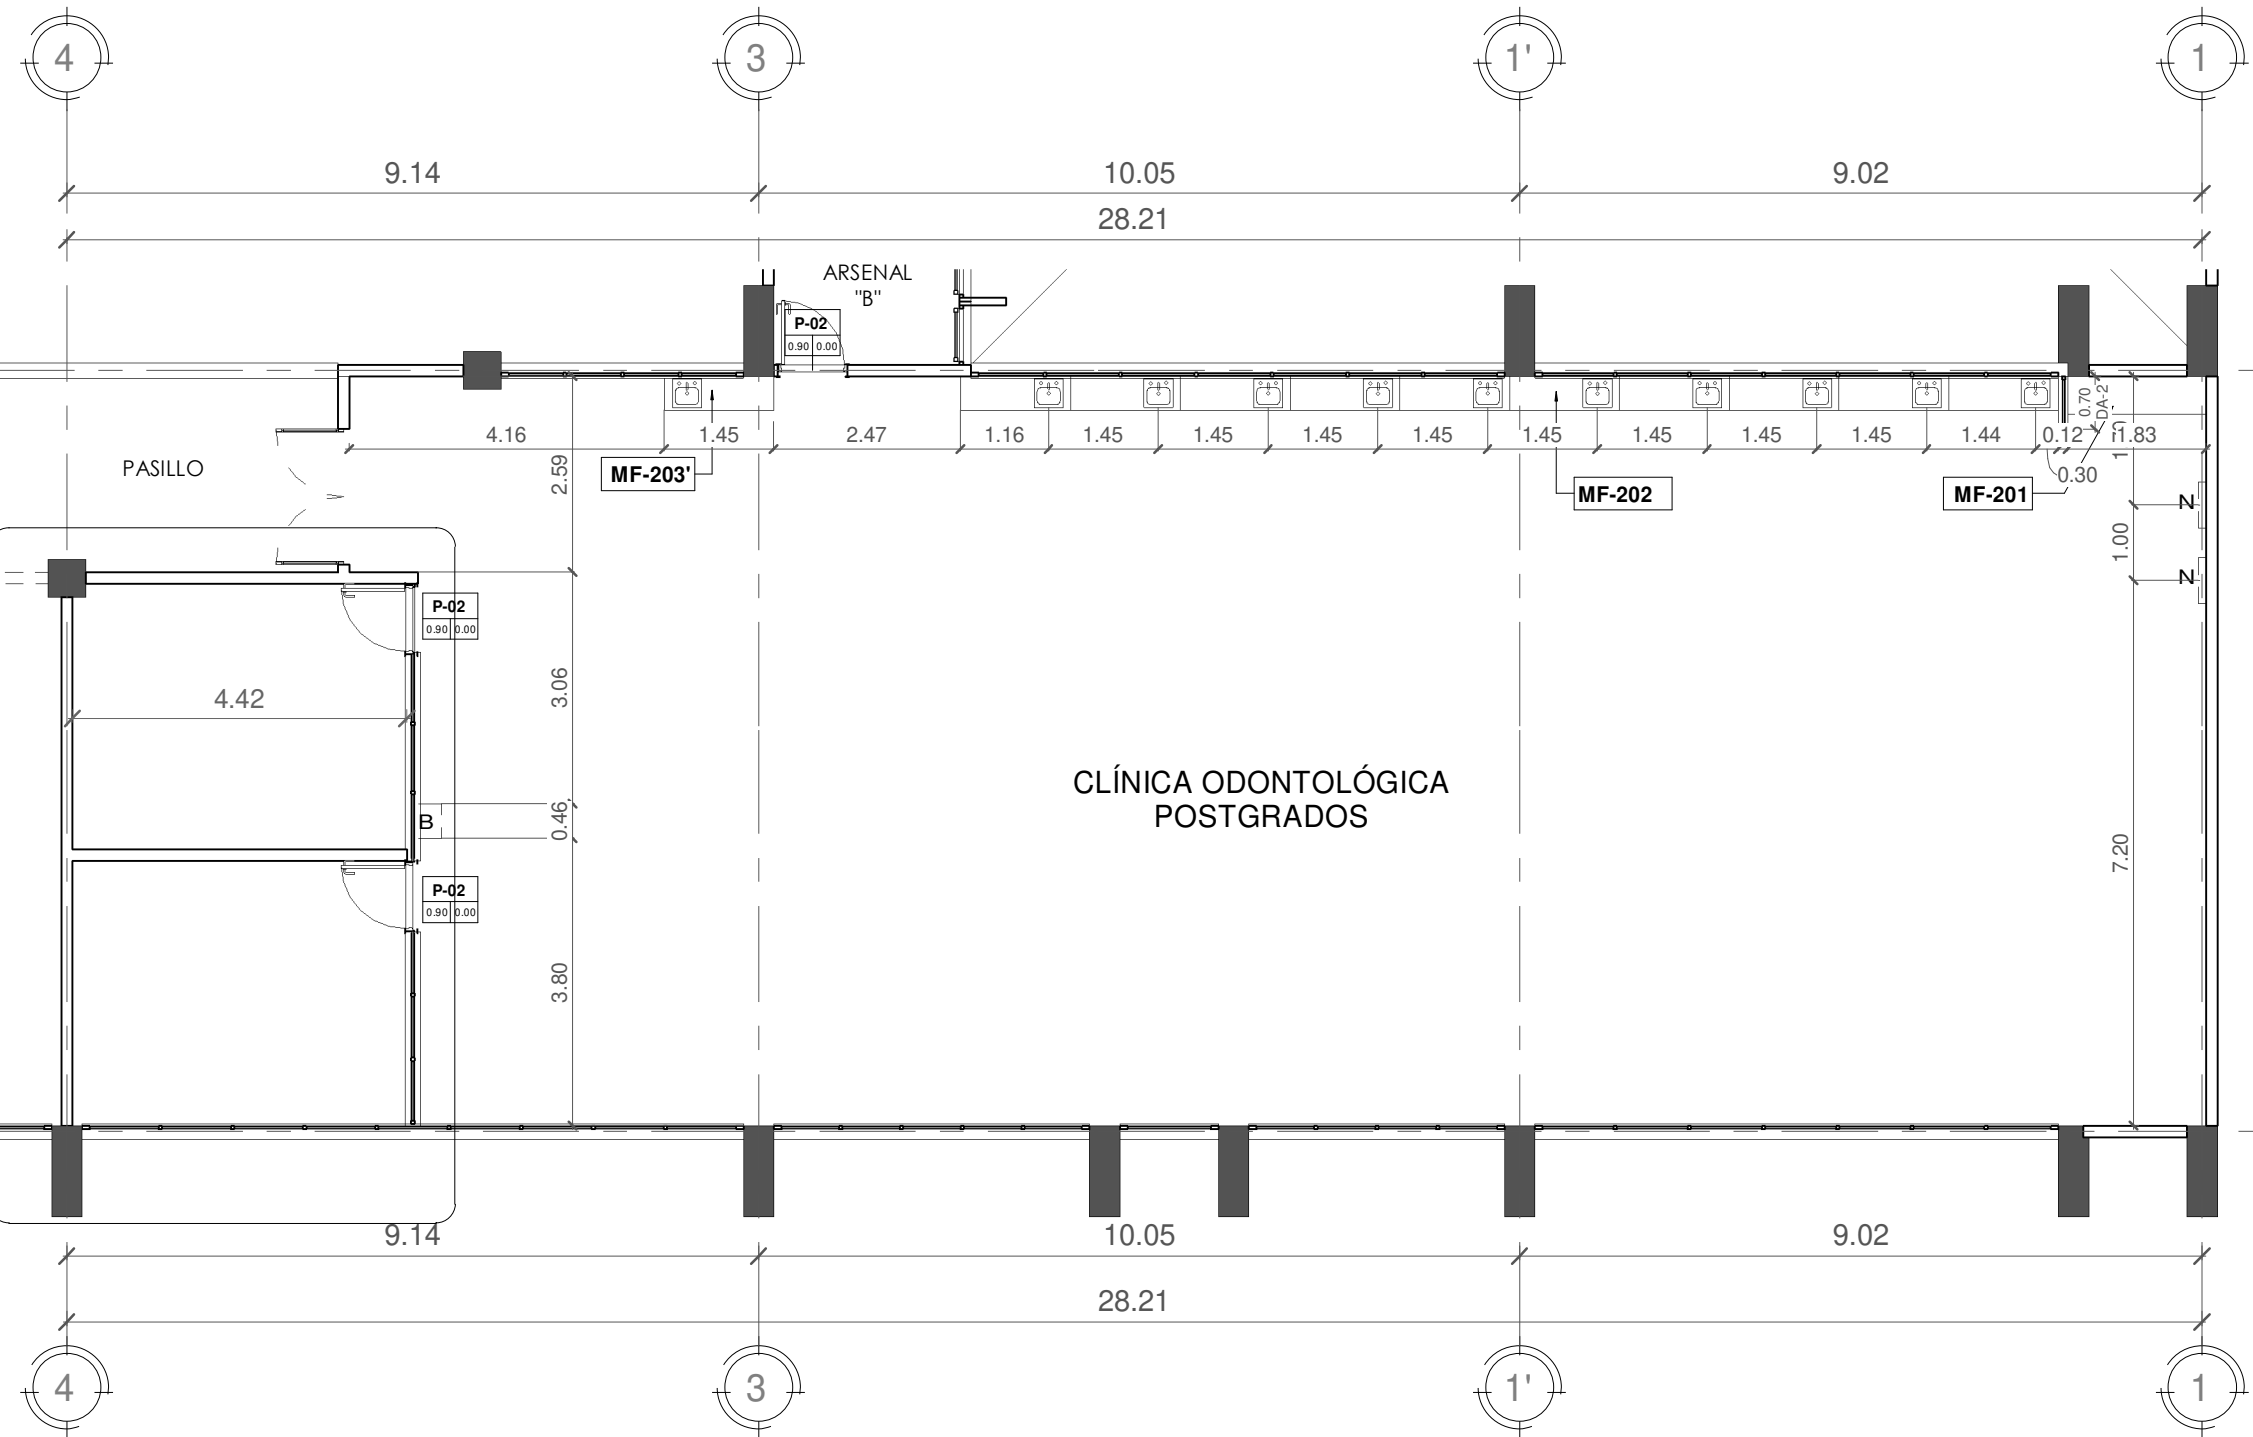 4 3 1' 1
9.14 10.05 9.02
28.21
ARSENAL
"B"
P-02
0.90 0.00
0.70
DA-2
4.16 1.45 2.47 1.16 1.45 1.45 1.45 1.45 1.45 1.45 1.45 1.45 1.44 0.12 1.83
PASILLO
2.59
MF-203'
MF-202
MF-201
0.30
N
1.00
N
P-02
0.90 0.00
3.06
4.42
CLÍNICA ODONTOLÓGICA
POSTGRADOS
B
0.46
7.20
P-02
0.90 0.00
3.80
9.14 10.05 9.02
28.21
4 3 1' 1